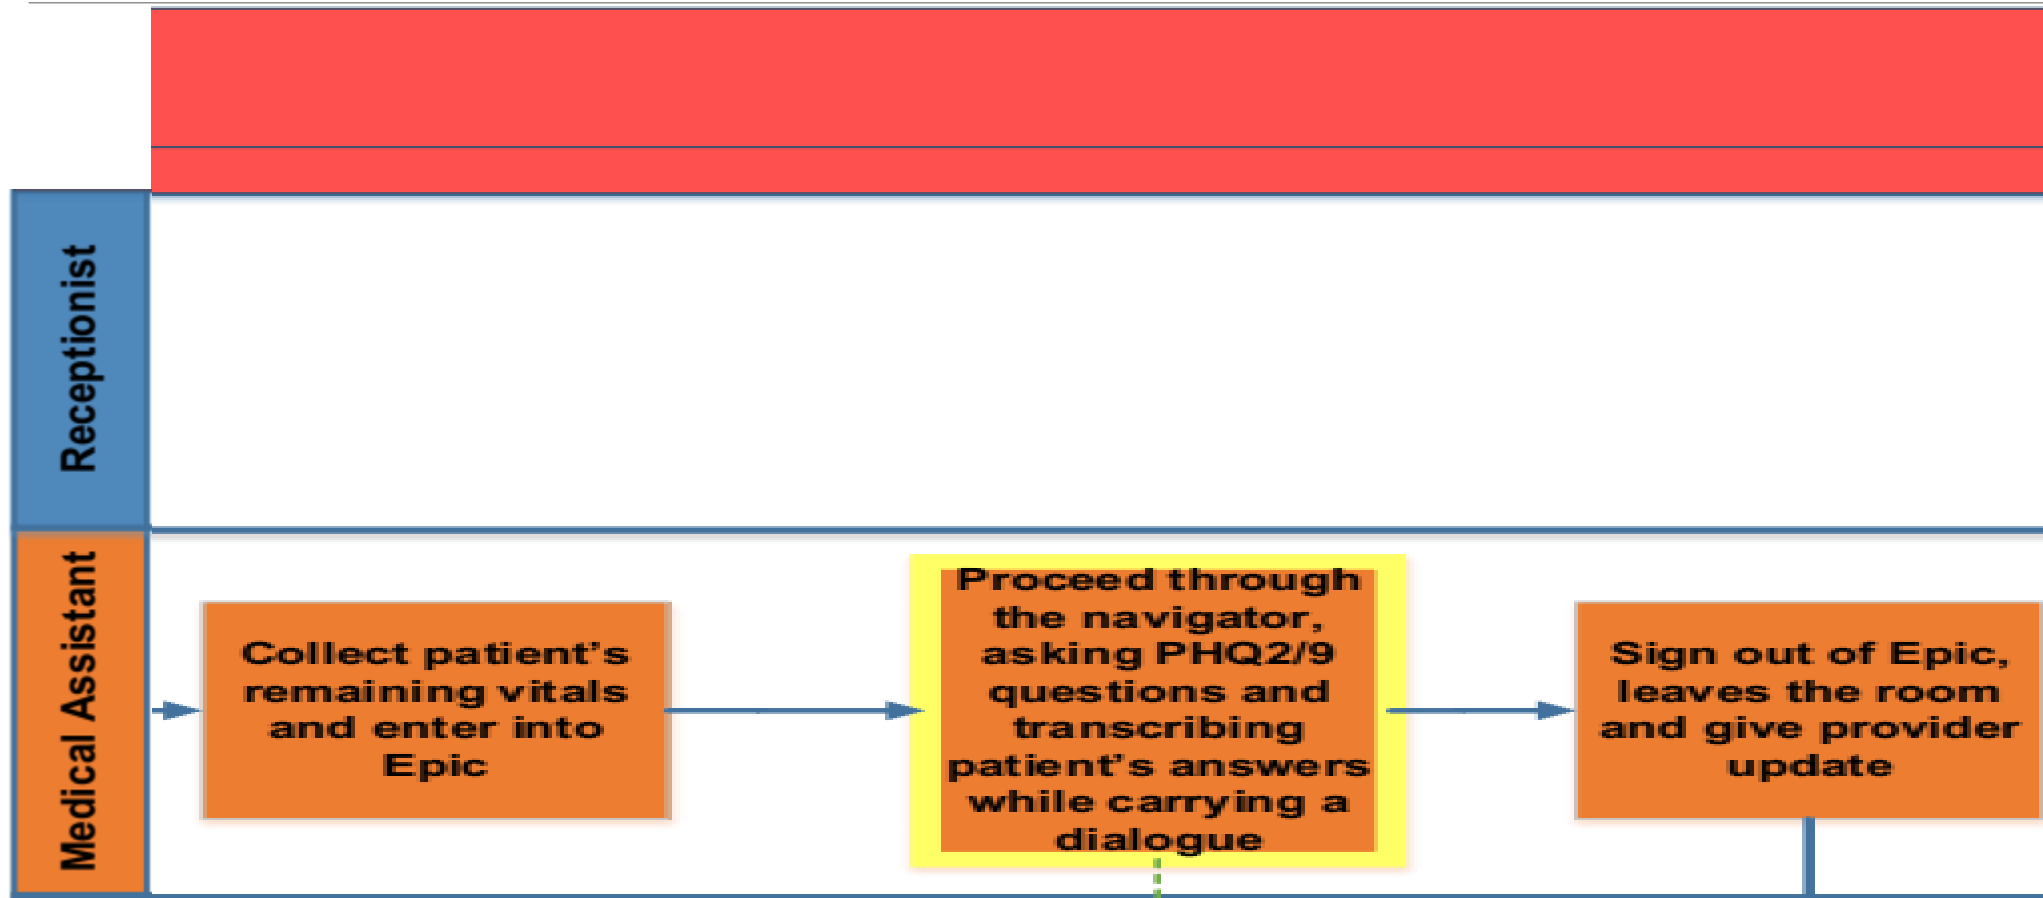 Receptionist
Medical Assistant
Collect patient's
remaining vitals
and enter into
Epic
Proceed through
the navigator,
asking PHQ2/9
questions and
transcribing
patient's answers
while carrying a
dialogue
Sign out of Epic,
leaves the room
and give provider
update